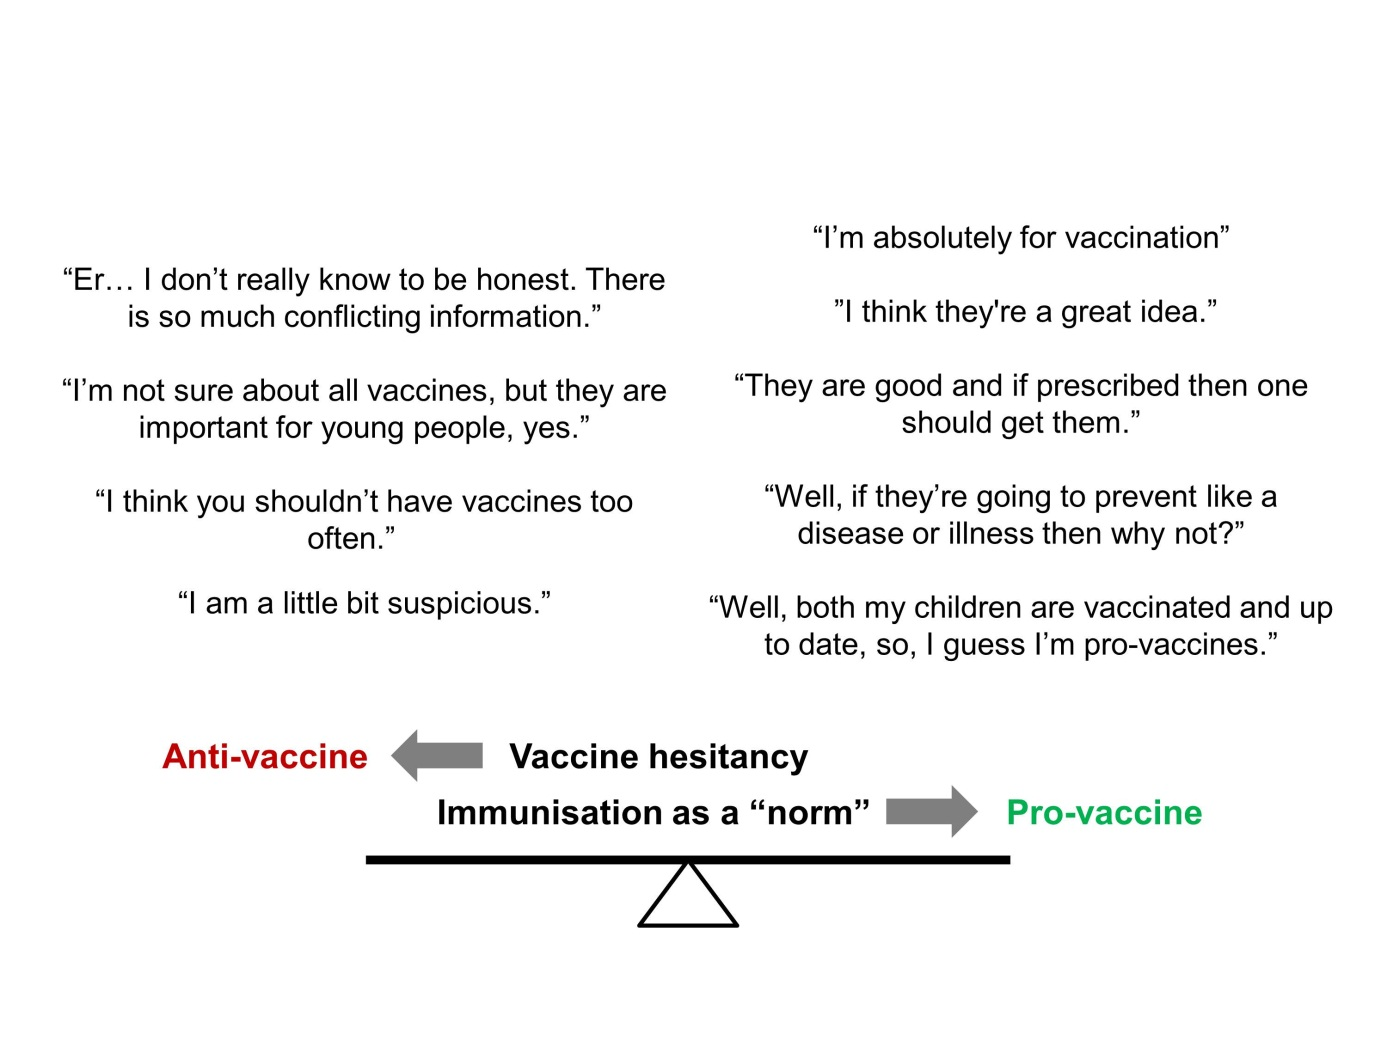 “Er… I don’t really know to be honest. There
is so much conflicting information.”
“I’m not sure about all vaccines, but they are
important for young people, yes.”
“I think you shouldn’t have vaccines too
often.”
“I am a little bit suspicious.”
“I’m absolutely for vaccination”
”I think they're a great idea.”
“They are good and if prescribed then one
should get them.”
“Well, if they’re going to prevent like a
disease or illness then why not?”
“Well, both my children are vaccinated and up
to date, so, I guess I’m pro-vaccines.”
Anti-vaccine
Vaccine hesitancy
Immunisation as a “norm”
Pro-vaccine